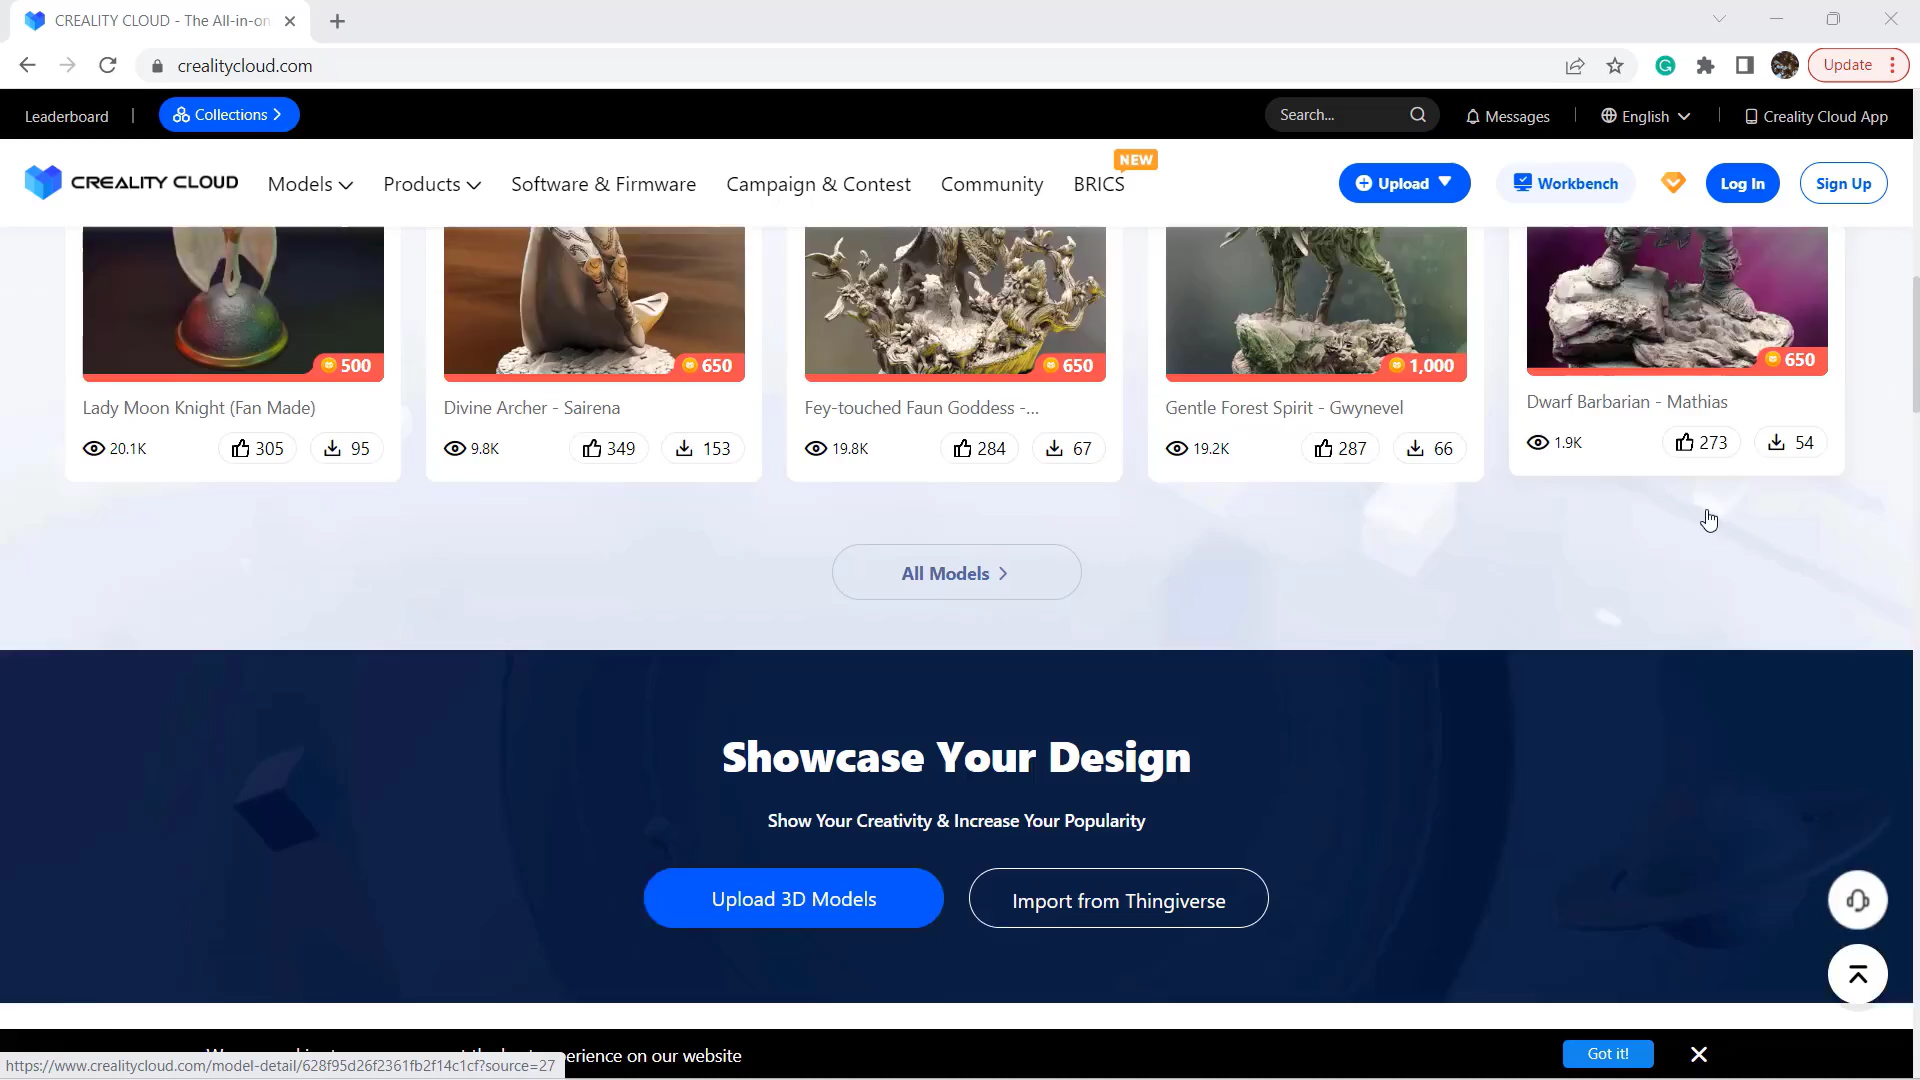 CREALITY CLOUD - The All-in-on
crealitycloud.com
Update
Leaderboard
Collections
Search...
Messages
English
Creality Cloud App
CREALITY CLOUD
Models
Products
Software & Firmware
Campaign & Contest
Community
BRICS
NEW
Upload
Workbench
Log In
Sign Up
500
650
650
1,000
650
Lady Moon Knight (Fan Made)
Divine Archer - Sairena
Fey-touched Faun Goddess -...
Gentle Forest Spirit - Gwynevel
Dwarf Barbarian - Mathias
20.1K 305 95
9.8K 349 153
19.8K 284 67
19.2K 287 66
1.9K 273 54
All Models
Showcase Your Design
Show Your Creativity & Increase Your Popularity
Upload 3D Models
Import from Thingiverse
erience on our website
Got it!
https://www.crealitycloud.com/model-detail/628f95d26f2361fb2f14c1cf?source=27